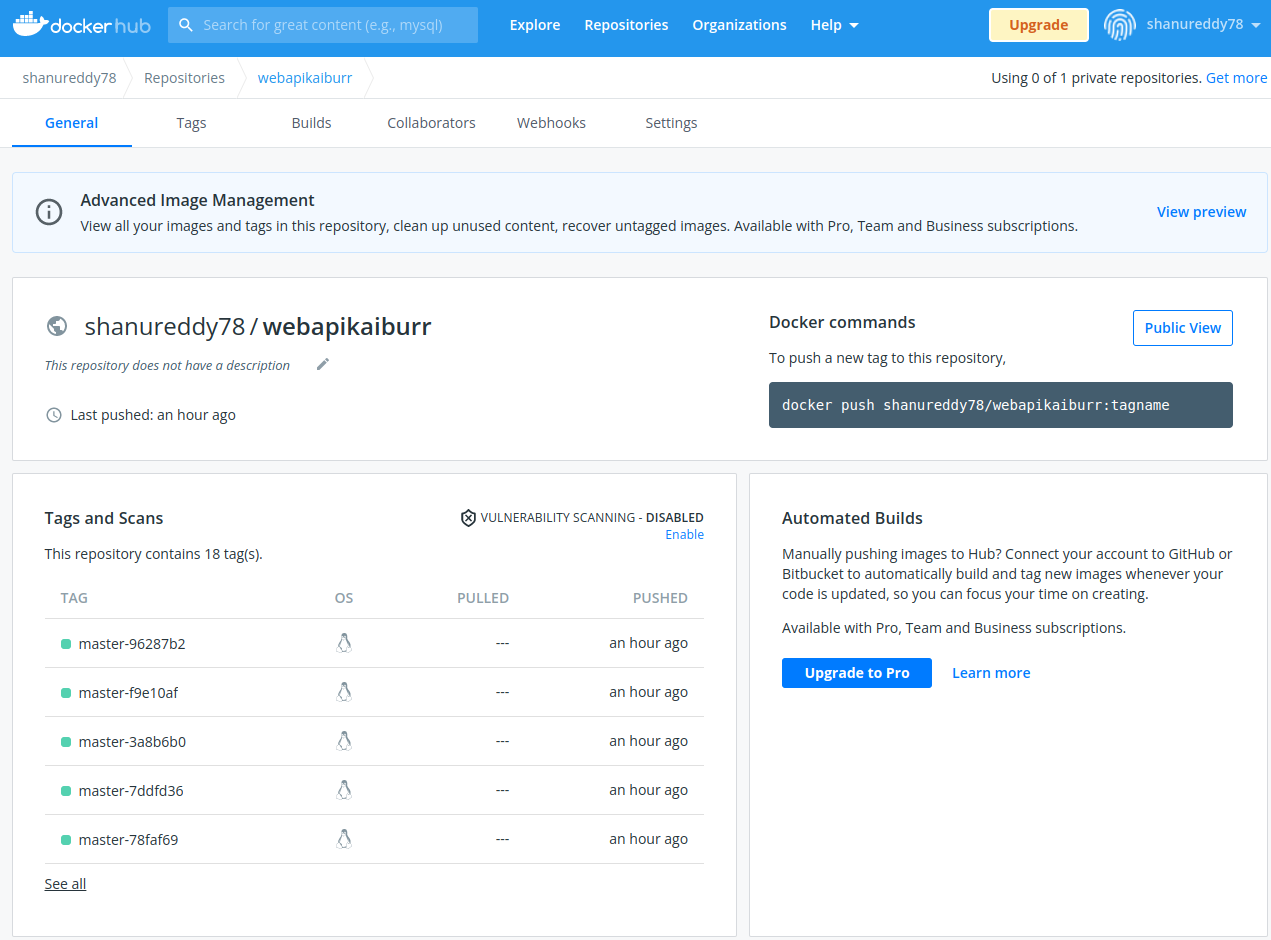 docker hub
Search for great content (e.g., mysql)
Explore
Repositories
Organizations
Help
Upgrade
shanureddy78
shanureddy78
Repositories
webapikaiburr
Using 0 of 1 private repositories. Get more
General
Tags
Builds
Collaborators
Webhooks
Settings
Advanced Image Management
View all your images and tags in this repository, clean up unused content, recover untagged images. Available with Pro, Team and Business subscriptions.
View preview
shanureddy78 / webapikaiburr
This repository does not have a description
Last pushed: an hour ago
Docker commands
Public View
To push a new tag to this repository,
docker push shanureddy78/webapikaiburr:tagname
Tags and Scans
VULNERABILITY SCANNING - DISABLED
Enable
This repository contains 18 tag(s).
TAG OS PULLED PUSHED
master-96287b2 --- an hour ago
master-f9e10af --- an hour ago
master-3a8b6b0 --- an hour ago
master-7ddfd36 --- an hour ago
master-78faf69 --- an hour ago
See all
Automated Builds
Manually pushing images to Hub? Connect your account to GitHub or
Bitbucket to automatically build and tag new images whenever your
code is updated, so you can focus your time on creating.
Available with Pro, Team and Business subscriptions.
Upgrade to Pro
Learn more